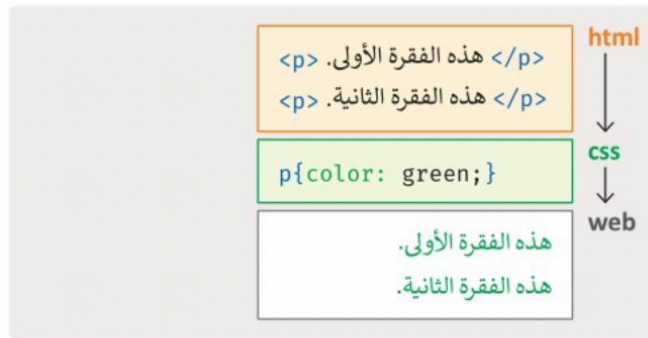 html
<p> هذه الفقرة الأولى. </p>
<p> هذه الفقرة الثانية. </p>
css
p{color: green;}
web
هذه الفقرة الأولى.
هذه الفقرة الثانية.